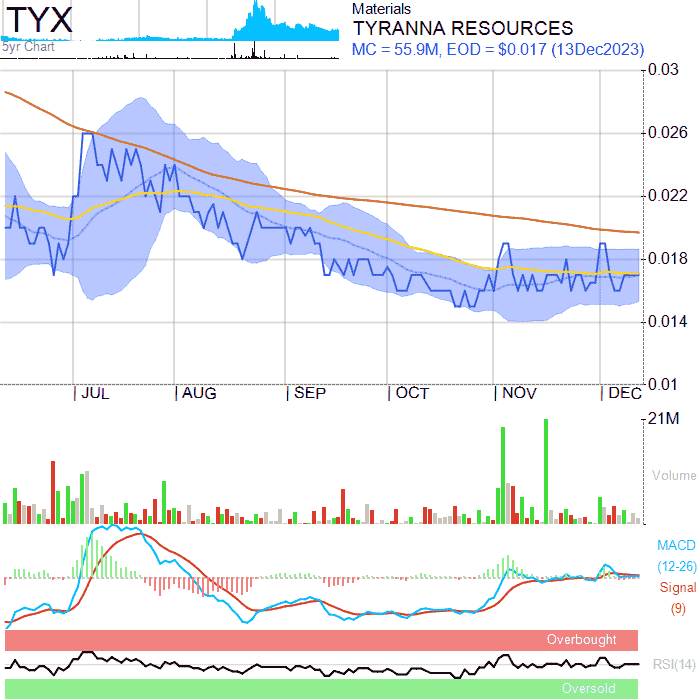 TYX
5yr Chart
Materials
TYRANNA RESOURCES
MC = 55.9M, EOD = $0.017 (13Dec2023)
0.03
0.026
0.022
0.018
0.014
0.01
JUL AUG SEP OCT NOV DEC
21M
Volume
MACD
(12-26)
Signal
(9)
Overbought
RSI(14)
Oversold